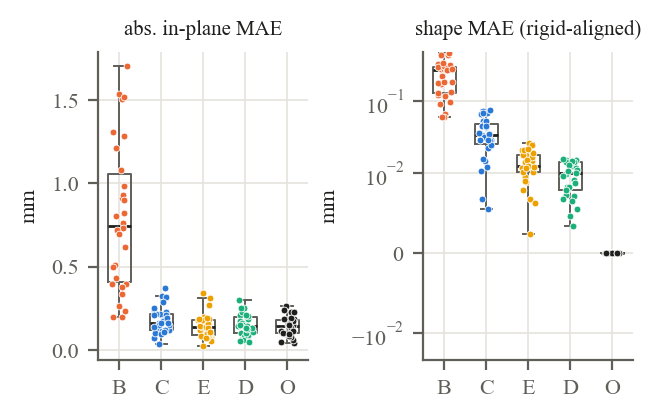 abs. in-plane MAE
mm
1.5
1.0
0.5
0.0
B C E D O
shape MAE (rigid-aligned)
mm
10⁻¹
10⁻²
0
−10⁻²
B C E D O